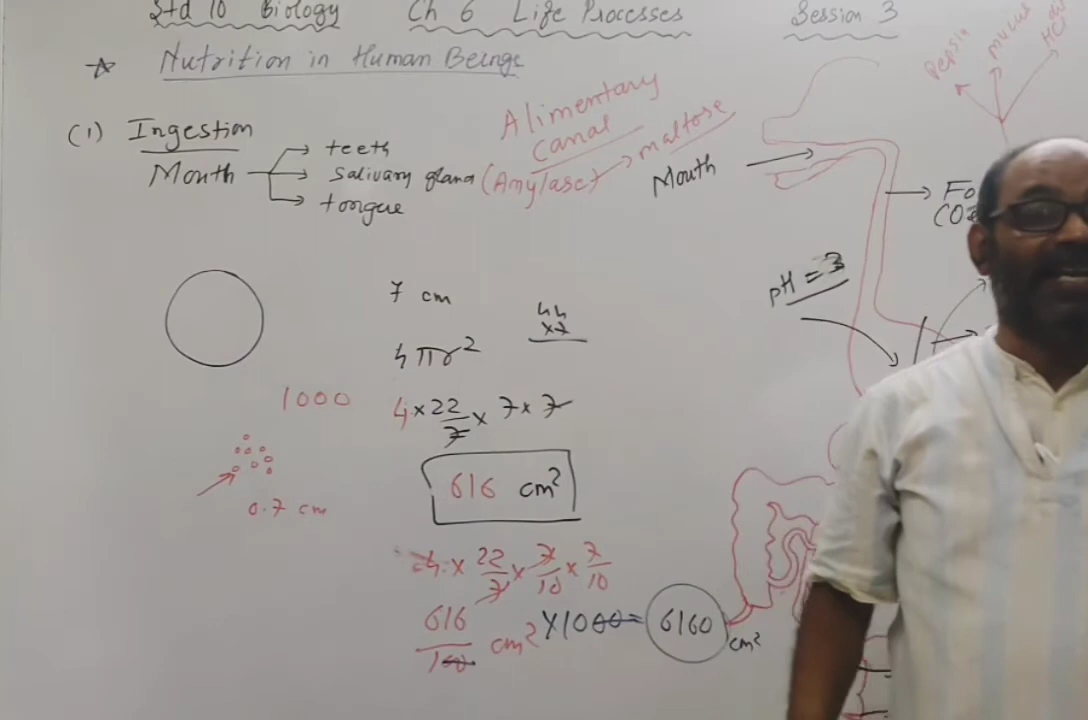 Std 10 Biology Ch 6 Life Processes Session 3
Nutrition in Human Beings
(1) Ingestion
Mouth
teeth
Salivary gland (Amylase)
tongue
Alimentary
canal
maltose
Mouth
Pepsin
mucus
HCl
Fo
pH = 3
7 cm
44
×7
4πr²
1000
4 × 22/7 × 7 × 7
616 cm²
0.7 cm
4 × 22/7 × 7/10 × 7/10
616/100 cm² × 1000 = 6160 cm²